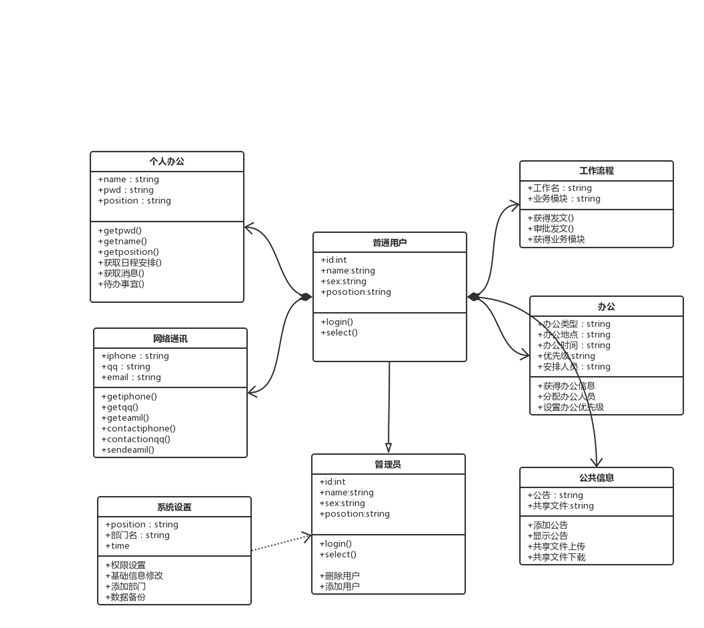 个人办公
+name：string
+pwd：string
+position：string
+getpwd()
+getname()
+getposition()
+获取日程安排()
+获取消息()
+待办事宜()
网络通讯
+iphone：string
+qq：string
+email：string
+getiphone()
+getqq()
+geteamil()
+contactiphone()
+contactionqq()
+sendeamil()
系统设置
+position：string
+部门名：string
+time
+权限设置
+基础信息修改
+添加部门
+数据备份
普通用户
+id:int
+name:string
+sex:string
+posotion:string
+login()
+select()
管理员
+id:int
+name:string
+sex:string
+posotion:string
+login()
+select()
+删除用户
+添加用户
工作流程
+工作名：string
+业务模块：string
+获得发文()
+审批发文()
+获得业务模块
办公
+办公类型：string
+办公地点：string
+办公时间：string
+优先级:string
+安排人员：string
+获得办公信息
+分配办公人员
+设置办公优先级
公共信息
+公告：string
+共享文件:string
+添加公告
+显示公告
+共享文件上传
+共享文件下载